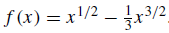 f(x) = x^{1/2} − \frac{1}{3}x^{3/2}.